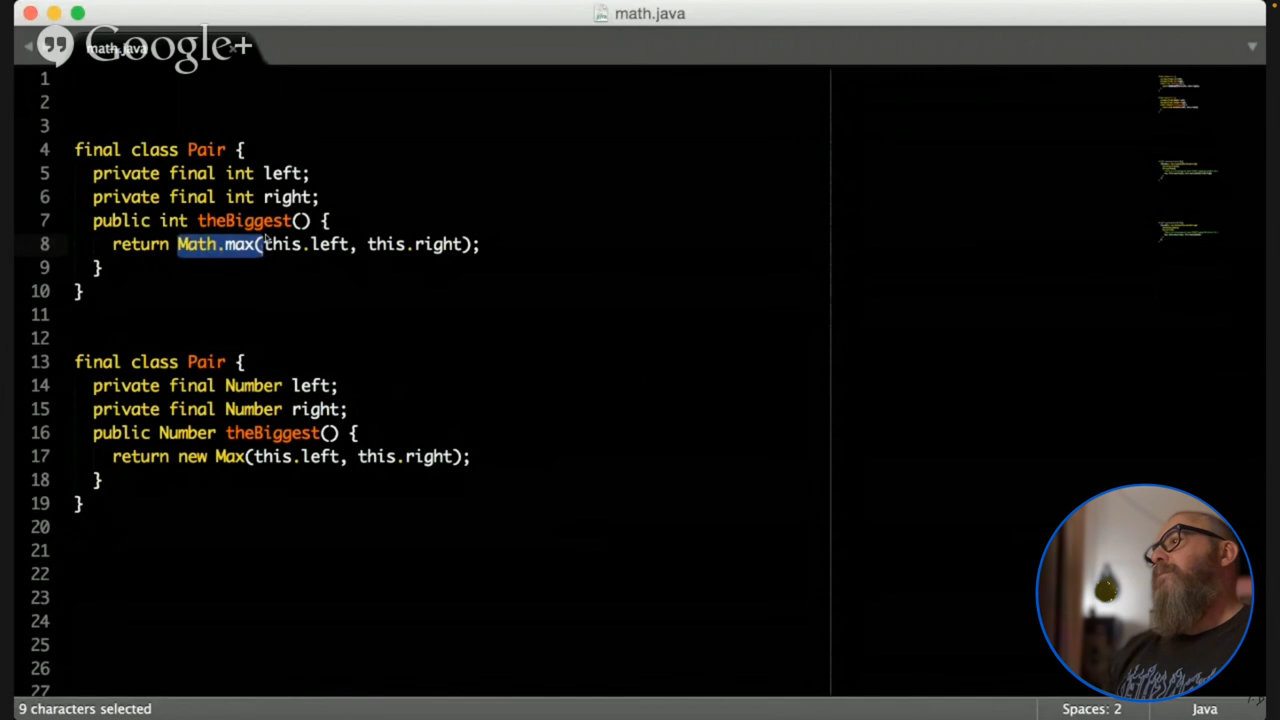 math.java
Google+
math.java
1
2
3
4 final class Pair {
5 private final int left;
6 private final int right;
7 public int theBiggest() {
8 return Math.max(this.left, this.right);
9 }
10 }
11
12
13 final class Pair {
14 private final Number left;
15 private final Number right;
16 public Number theBiggest() {
17 return new Max(this.left, this.right);
18 }
19 }
20
21
22
23
24
25
26
27
9 characters selected
Spaces: 2
Java